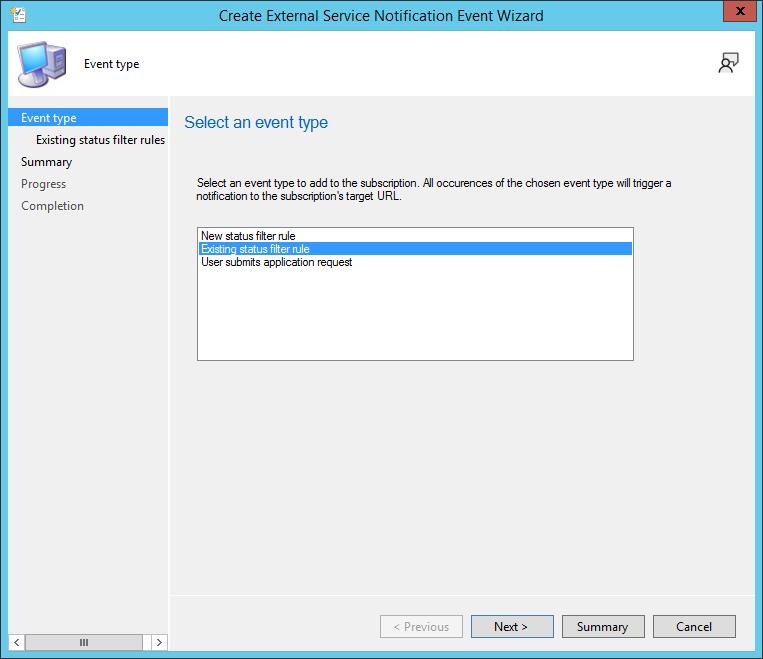 Create External Service Notification Event Wizard
X
Event type
Event type
Existing status filter rules
Summary
Progress
Completion
Select an event type
Select an event type to add to the subscription. All occurences of the chosen event type will trigger a
notification to the subscription's target URL.
New status filter rule
Existing status filter rule
User submits application request
< Previous
Next >
Summary
Cancel